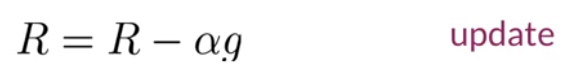 R = R − αg update